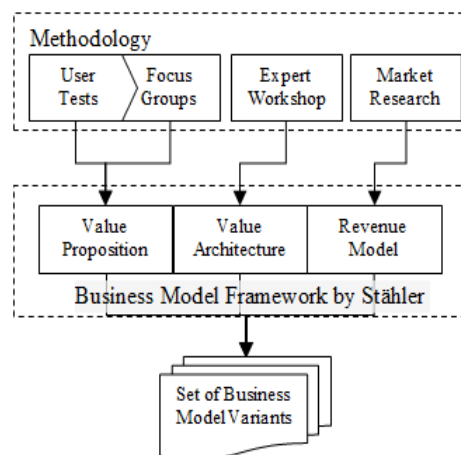 Methodology
User
Tests
Focus
Groups
Expert
Workshop
Market
Research
Value
Proposition
Value
Architecture
Revenue
Model
Business Model Framework by Stähler
Set of Business
Model Variants